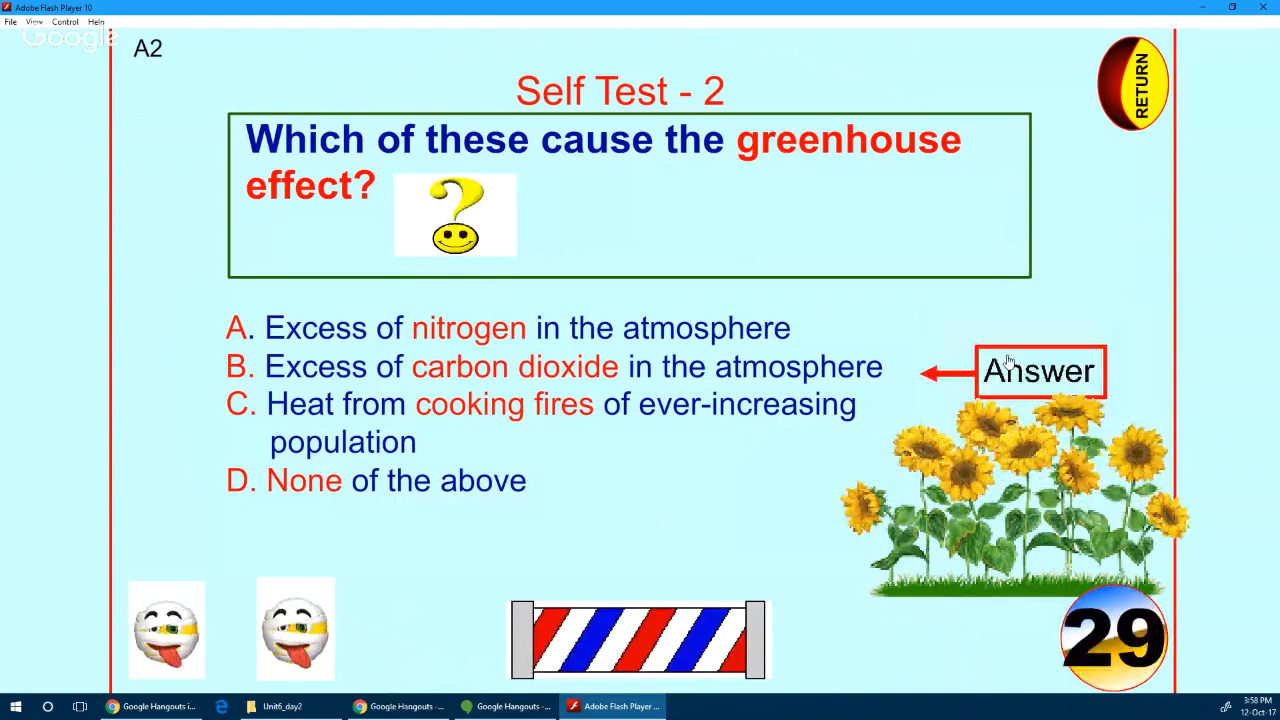 Adobe Flash Player 10
File View Control Help
Google
A2
RETURN
Self Test - 2
Which of these cause the greenhouse
effect?
A. Excess of nitrogen in the atmosphere
B. Excess of carbon dioxide in the atmosphere
Answer
C. Heat from cooking fires of ever-increasing
population
D. None of the above
29
Google Hangouts i...
Unit6_day2
Google Hangouts -...
Google Hangouts -...
Adobe Flash Player ...
3:58 PM
12-Oct-17